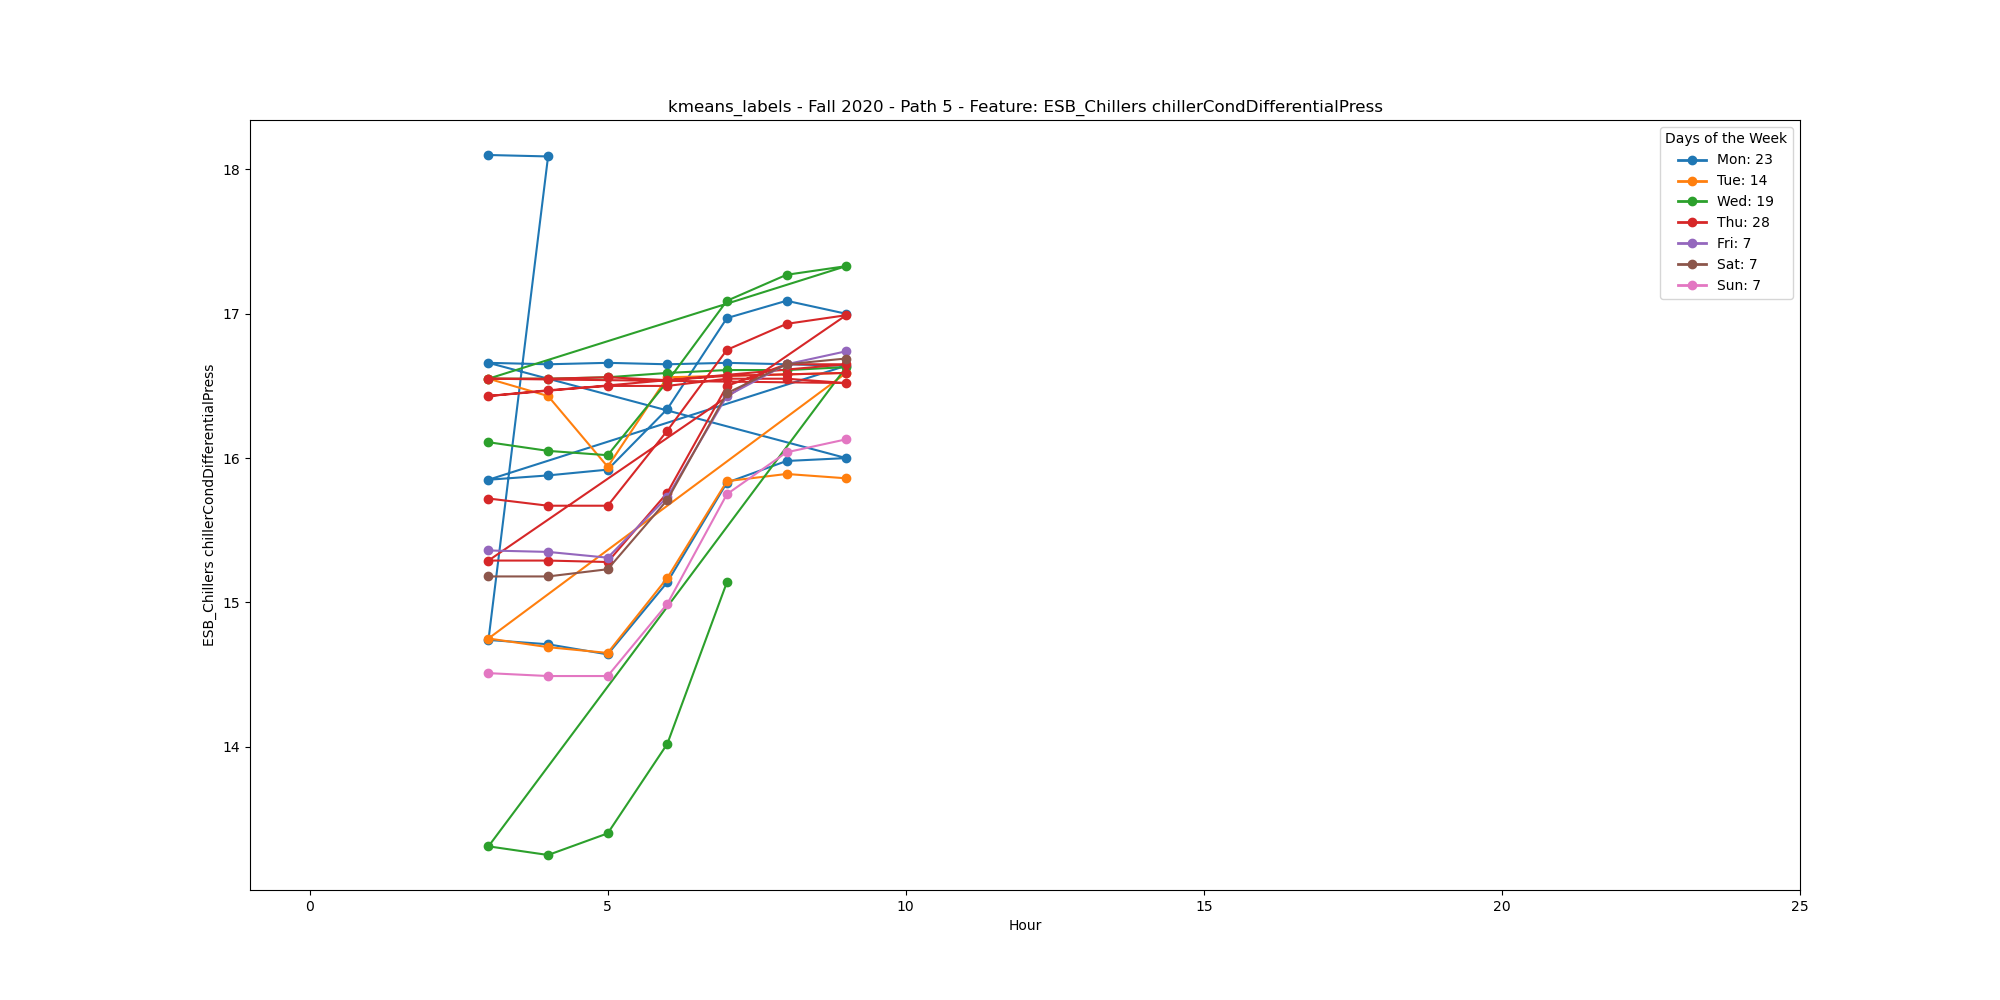 kmeans_labels - Fall 2020 - Path 5 - Feature: ESB_Chillers chillerCondDifferentialPress
Days of the Week
Mon: 23
Tue: 14
Wed: 19
Thu: 28
Fri: 7
Sat: 7
Sun: 7
ESB_Chillers chillerCondDifferentialPress
18
17
16
15
14
0 5 10 15 20 25
Hour